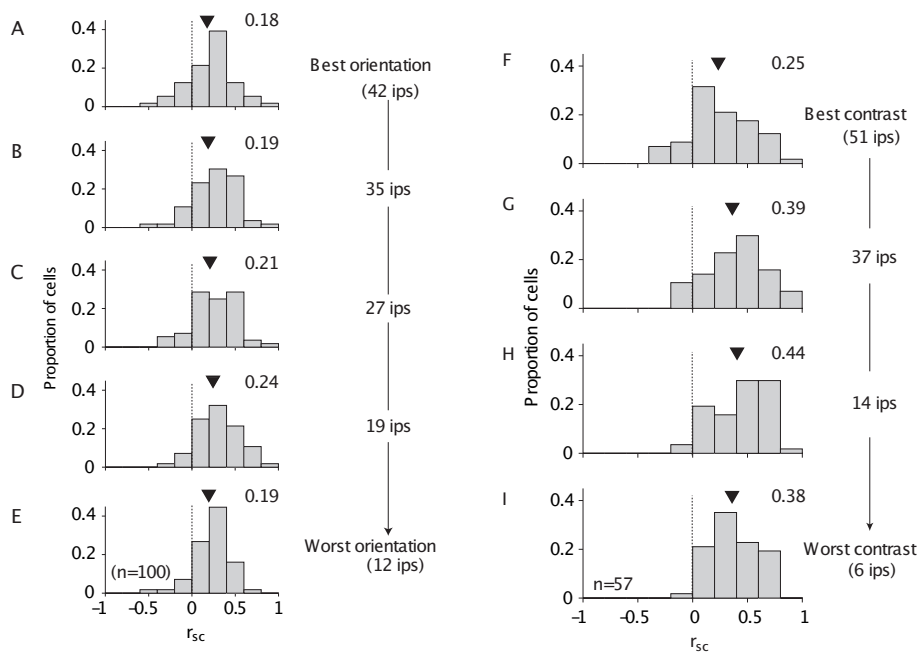 A
0.4
0.2
0
0.18
B
0.4
0.2
0
0.19
C
0.4
0.2
0
0.21
D
0.4
0.2
0
0.24
E
0.4
0.2
0
0.19
(n=100)
−1
−0.5
0
0.5
1
r_sc
Proportion of cells
Best orientation
(42 ips)
35 ips
27 ips
19 ips
Worst orientation
(12 ips)
F
0.4
0.2
0
0.25
G
0.4
0.2
0
0.39
H
0.4
0.2
0
0.44
I
0.4
0.2
0
0.38
n=57
−1
−0.5
0
0.5
1
r_sc
Proportion of cells
Best contrast
(51 ips)
37 ips
14 ips
Worst contrast
(6 ips)